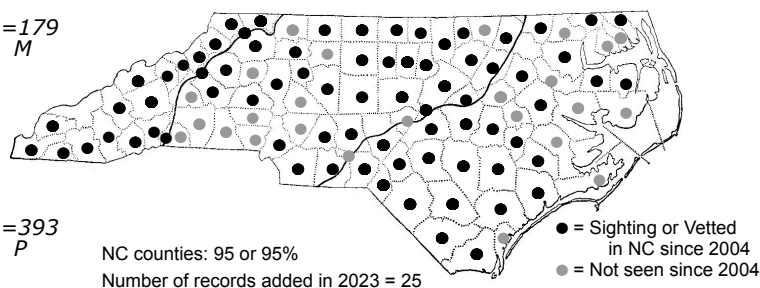 =179
M
=393
P
NC counties: 95 or 95%
Number of records added in 2023 = 25
= Sighting or Vetted
in NC since 2004
= Not seen since 2004